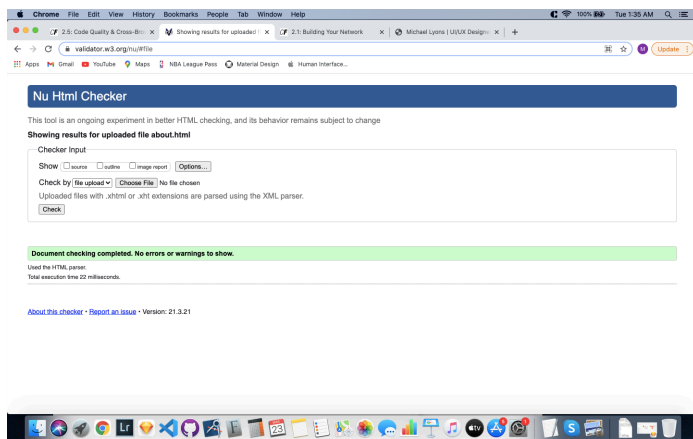 Chrome File Edit View History Bookmarks People Tab Window Help 100% Tue 1:35 AM
2.5: Code Quality & Cross-Bro Showing results for uploaded 2.1: Building Your Network Michael Lyons | UI/UX Designe
validator.w3.org/nu/#file M Update
Apps Gmail YouTube Maps NBA League Pass Material Design Human Interface...
Nu Html Checker
This tool is an ongoing experiment in better HTML checking, and its behavior remains subject to change
Showing results for uploaded file about.html
Checker Input
Show source outline image report Options...
Check by file upload Choose File No file chosen
Uploaded files with .xhtml or .xht extensions are parsed using the XML parser.
Check
Document checking completed. No errors or warnings to show.
Used the HTML parser.
Total execution time 22 milliseconds.
About this checker • Report an issue • Version: 21.3.21
Lr 23 tv S